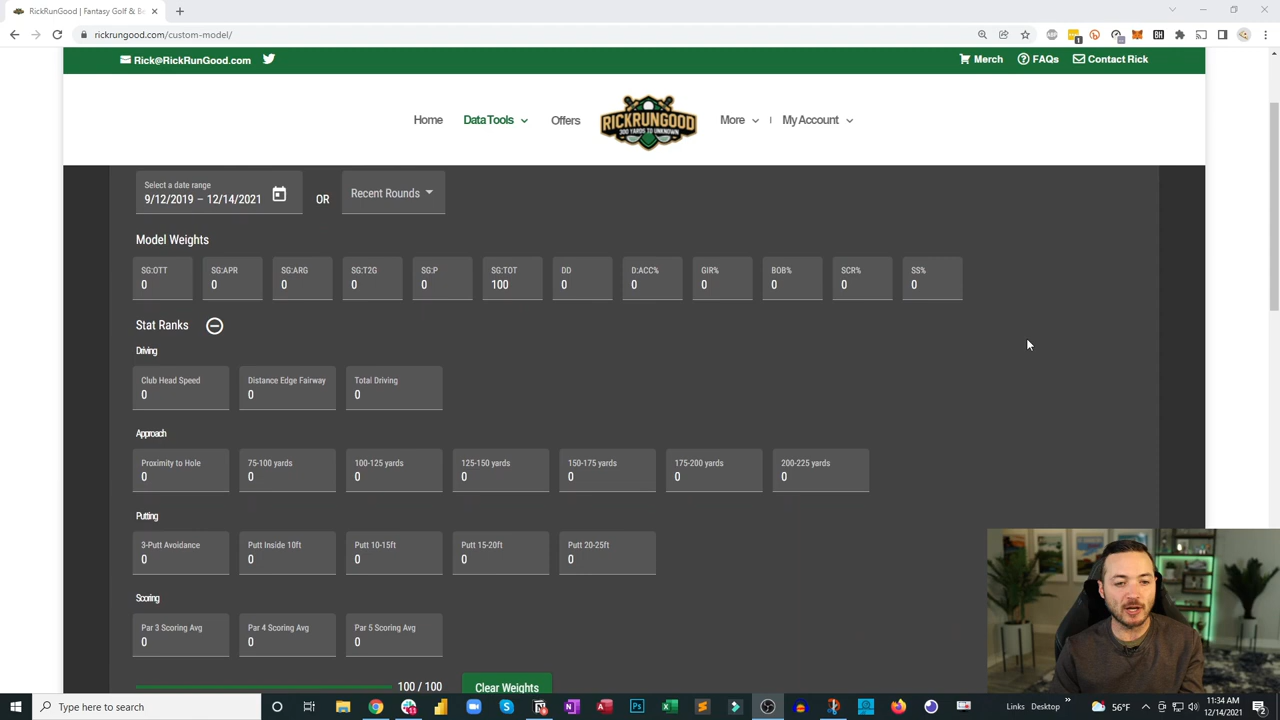 RickRunGood | Fantasy Golf & Be
rickrungood.com/custom-model/
Rick@RickRunGood.com
Merch
FAQs
Contact Rick
Home
Data Tools
Offers
RICKRUNGOOD
300 YARDS TO UNKNOWN
More
My Account
Select a date range
9/12/2019 – 12/14/2021
OR
Recent Rounds
Model Weights
SG:OTT
0
SG:APR
0
SG:ARG
0
SG:T2G
0
SG:P
0
SG:TOT
100
DD
0
D:ACC%
0
GIR%
0
BOB%
0
SCR%
0
SS%
0
Stat Ranks
Driving
Club Head Speed
0
Distance Edge Fairway
0
Total Driving
0
Approach
Proximity to Hole
0
75-100 yards
0
100-125 yards
0
125-150 yards
0
150-175 yards
0
175-200 yards
0
200-225 yards
0
Putting
3-Putt Avoidance
0
Putt Inside 10ft
0
Putt 10-15ft
0
Putt 15-20ft
0
Putt 20-25ft
0
Scoring
Par 3 Scoring Avg
0
Par 4 Scoring Avg
0
Par 5 Scoring Avg
0
100 / 100
Clear Weights
Type here to search
Links
Desktop
56°F
11:34 AM
12/14/2021